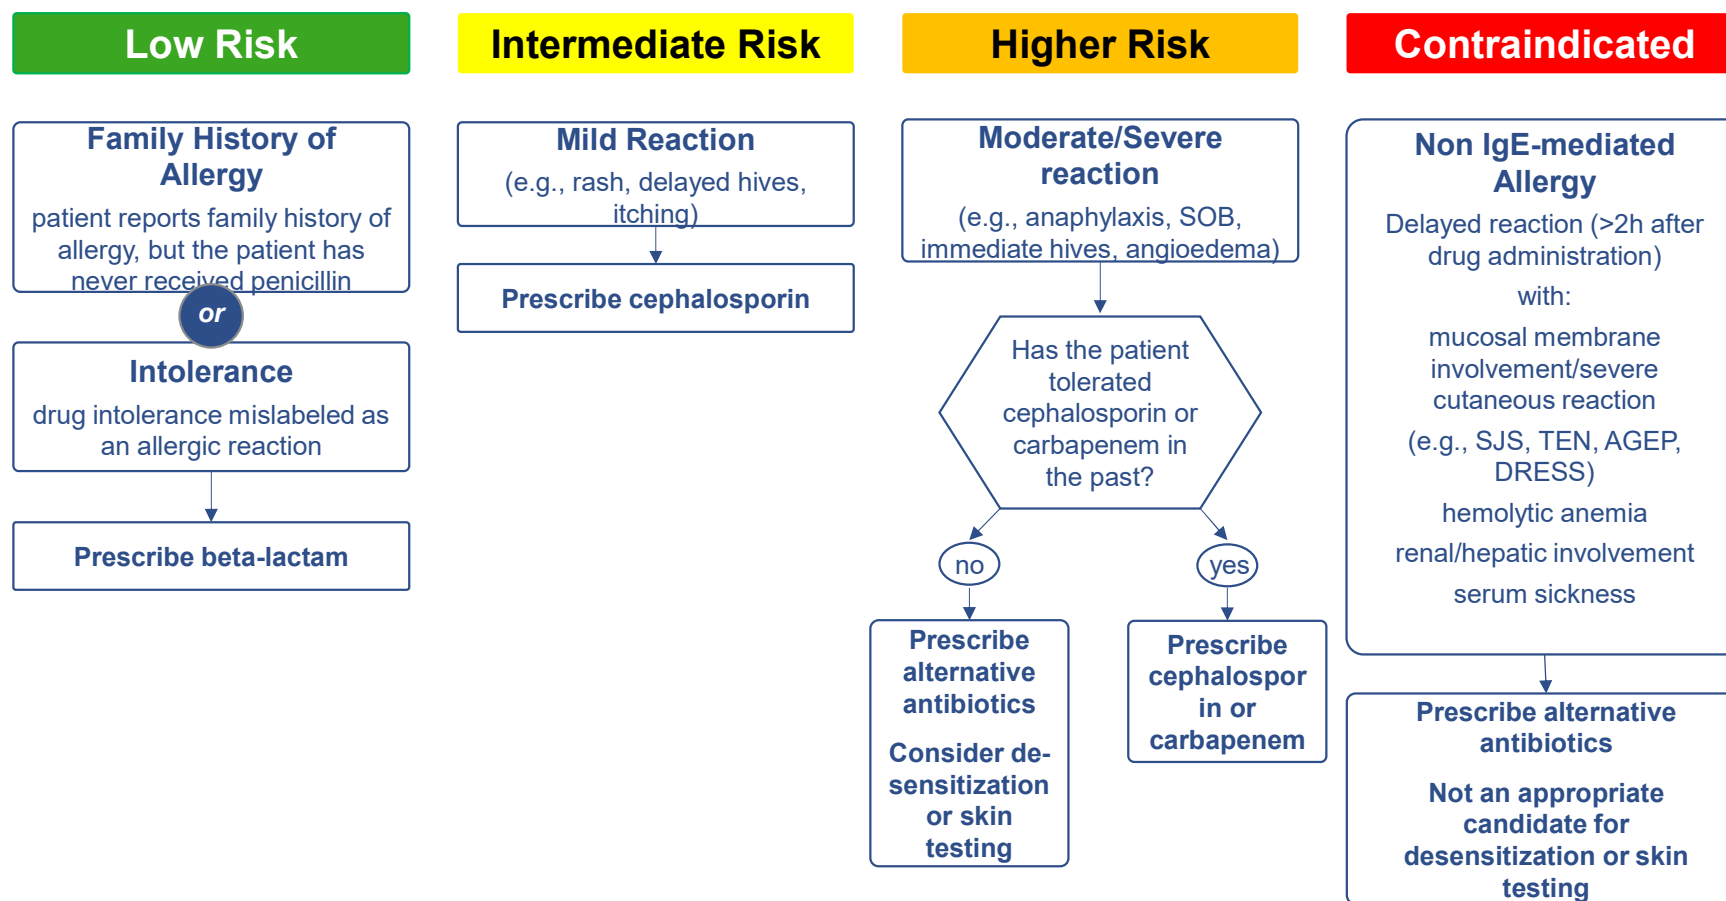 Low Risk
Family History of
Allergy
patient reports family history of
allergy, but the patient has
never received penicillin
or
Intolerance
drug intolerance mislabeled as
an allergic reaction
Prescribe beta-lactam
Intermediate Risk
Mild Reaction
(e.g., rash, delayed hives,
itching)
Prescribe cephalosporin
Higher Risk
Moderate/Severe
reaction
(e.g., anaphylaxis, SOB,
immediate hives, angioedema)
Has the patient
tolerated
cephalosporin or
carbapenem in
the past?
no
Prescribe
alternative
antibiotics
Consider de-
sensitization
or skin
testing
yes
Prescribe
cephalospor
in or
carbapenem
Contraindicated
Non IgE-mediated
Allergy
Delayed reaction (>2h after
drug administration)
with:
mucosal membrane
involvement/severe
cutaneous reaction
(e.g., SJS, TEN, AGEP,
DRESS)
hemolytic anemia
renal/hepatic involvement
serum sickness
Prescribe alternative
antibiotics
Not an appropriate
candidate for
desensitization or skin
testing